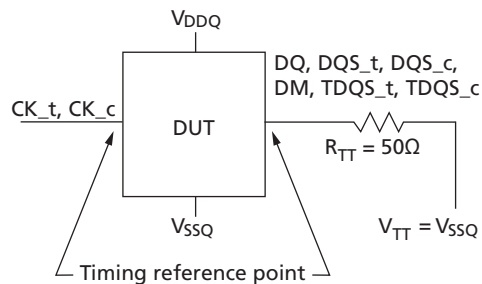 VDDQ
DQ, DQS_t, DQS_c,
DM, TDQS_t, TDQS_c
CK_t, CK_c
DUT
RTT = 50Ω
VSSQ
VTT = VSSQ
Timing reference point